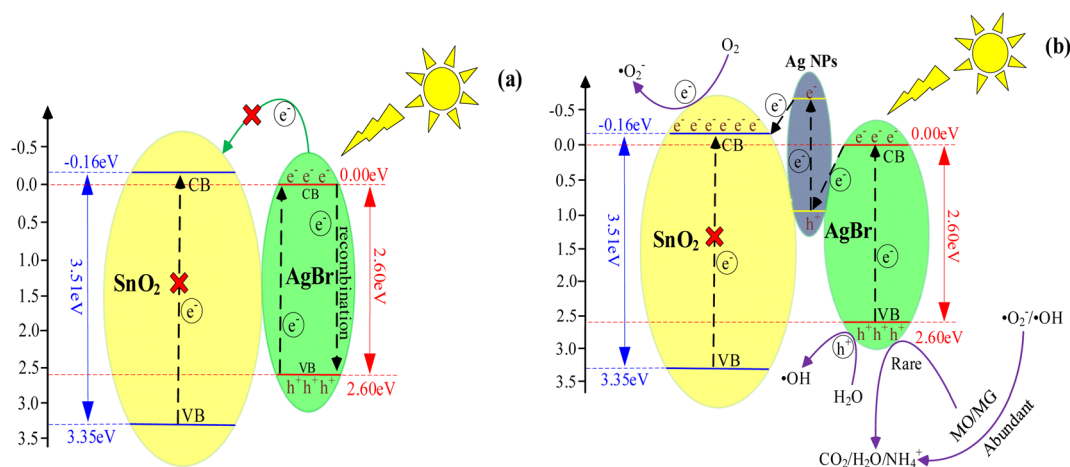 (a)
e⁻
-0.5
0.0
0.5
1.0
1.5
2.0
2.5
3.0
3.5
-0.16eV
3.51eV
3.35eV
CB
SnO₂
e⁻
VB
0.00eV
e⁻ e⁻ e⁻
CB
e⁻
recombination
AgBr
e⁻
VB
h⁺h⁺h⁺
2.60eV
2.60eV
(b)
O₂
•O₂⁻
e⁻
Ag NPs
-0.5
0.0
1.0
1.5
2.0
2.5
3.0
3.5
-0.16eV
3.51eV
3.35eV
e⁻ e⁻ e⁻ e⁻ e⁻ e⁻
CB
SnO₂
e⁻
VB
e⁻
e⁻
e⁻
h⁺
e⁻
e⁻ e⁻ e⁻
0.00eV
CB
AgBr
e⁻
VB
h⁺h⁺h⁺
2.60eV
2.60eV
h⁺
•OH
H₂O
Rare
•O₂⁻/•OH
MO/MG
Abundant
CO₂/H₂O/NH₄⁺